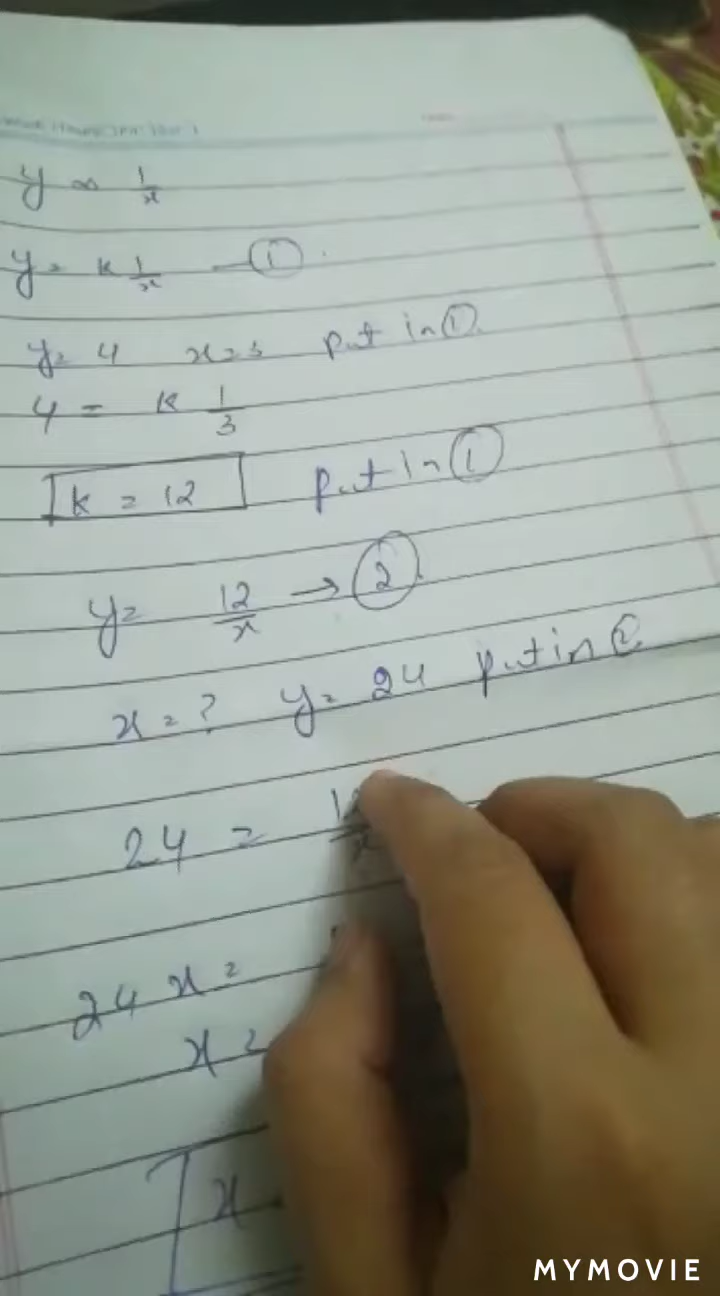 y ∝ 1/x
y = k 1/x — ①
y = 4 x = 3 put in ①
4 = k 1/3
k = 12 put in ①
y = 12/x → ②
x = ? y = 24 put in ②
24 = 12/x
24 x =
x =
x
MYMOVIE